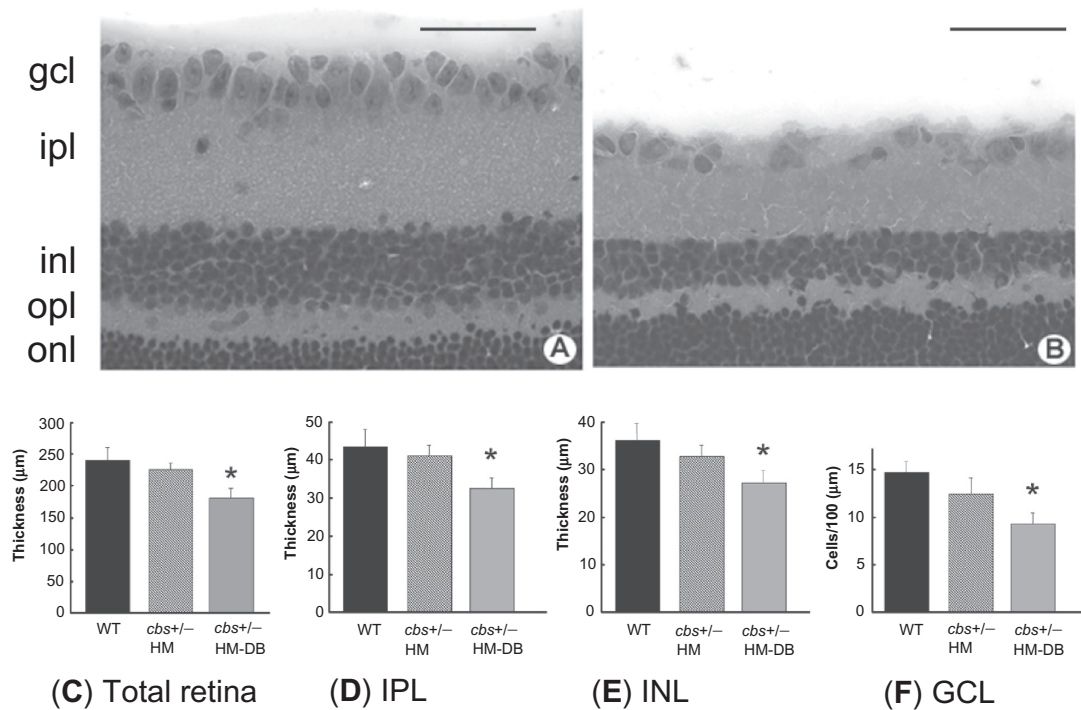 gcl
ipl
inl
opl
onl
A
B
300
250
200
150
100
50
0
Thickness (µm)
WT
cbs+/–
HM
cbs+/–
HM-DB
(C) Total retina
50
40
30
20
10
0
Thickness (µm)
*
WT
cbs+/–
HM
cbs+/–
HM-DB
(D) IPL
40
30
20
10
0
Thickness (µm)
*
WT
cbs+/–
HM
cbs+/–
HM-DB
(E) INL
15
10
5
0
Cells/100 (µm)
*
WT
cbs+/–
HM
cbs+/–
HM-DB
(F) GCL